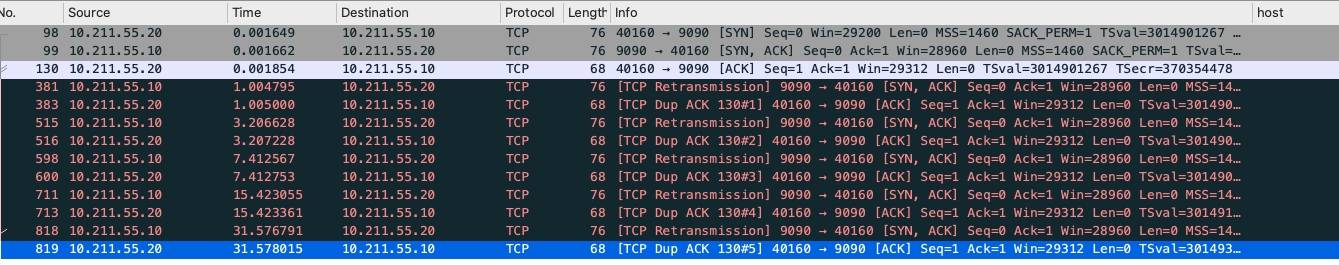 No. Source Time Destination Protocol Length Info host
98 10.211.55.20 0.001649 10.211.55.10 TCP 76 40160 → 9090 [SYN] Seq=0 Win=29200 Len=0 MSS=1460 SACK_PERM=1 TSval=3014901267 …
99 10.211.55.10 0.001662 10.211.55.20 TCP 76 9090 → 40160 [SYN, ACK] Seq=0 Ack=1 Win=28960 Len=0 MSS=1460 SACK_PERM=1 TSval=…
130 10.211.55.20 0.001854 10.211.55.10 TCP 68 40160 → 9090 [ACK] Seq=1 Ack=1 Win=29312 Len=0 TSval=3014901267 TSecr=370354478
381 10.211.55.10 1.004795 10.211.55.20 TCP 76 [TCP Retransmission] 9090 → 40160 [SYN, ACK] Seq=0 Ack=1 Win=28960 Len=0 MSS=14…
383 10.211.55.20 1.005000 10.211.55.10 TCP 68 [TCP Dup ACK 130#1] 40160 → 9090 [ACK] Seq=1 Ack=1 Win=29312 Len=0 TSval=301490…
515 10.211.55.10 3.206628 10.211.55.20 TCP 76 [TCP Retransmission] 9090 → 40160 [SYN, ACK] Seq=0 Ack=1 Win=28960 Len=0 MSS=14…
516 10.211.55.20 3.207228 10.211.55.10 TCP 68 [TCP Dup ACK 130#2] 40160 → 9090 [ACK] Seq=1 Ack=1 Win=29312 Len=0 TSval=301490…
598 10.211.55.10 7.412567 10.211.55.20 TCP 76 [TCP Retransmission] 9090 → 40160 [SYN, ACK] Seq=0 Ack=1 Win=28960 Len=0 MSS=14…
600 10.211.55.20 7.412753 10.211.55.10 TCP 68 [TCP Dup ACK 130#3] 40160 → 9090 [ACK] Seq=1 Ack=1 Win=29312 Len=0 TSval=301490…
711 10.211.55.10 15.423055 10.211.55.20 TCP 76 [TCP Retransmission] 9090 → 40160 [SYN, ACK] Seq=0 Ack=1 Win=28960 Len=0 MSS=14…
713 10.211.55.20 15.423361 10.211.55.10 TCP 68 [TCP Dup ACK 130#4] 40160 → 9090 [ACK] Seq=1 Ack=1 Win=29312 Len=0 TSval=301491…
818 10.211.55.10 31.576791 10.211.55.20 TCP 76 [TCP Retransmission] 9090 → 40160 [SYN, ACK] Seq=0 Ack=1 Win=28960 Len=0 MSS=14…
819 10.211.55.20 31.578015 10.211.55.10 TCP 68 [TCP Dup ACK 130#5] 40160 → 9090 [ACK] Seq=1 Ack=1 Win=29312 Len=0 TSval=301493…